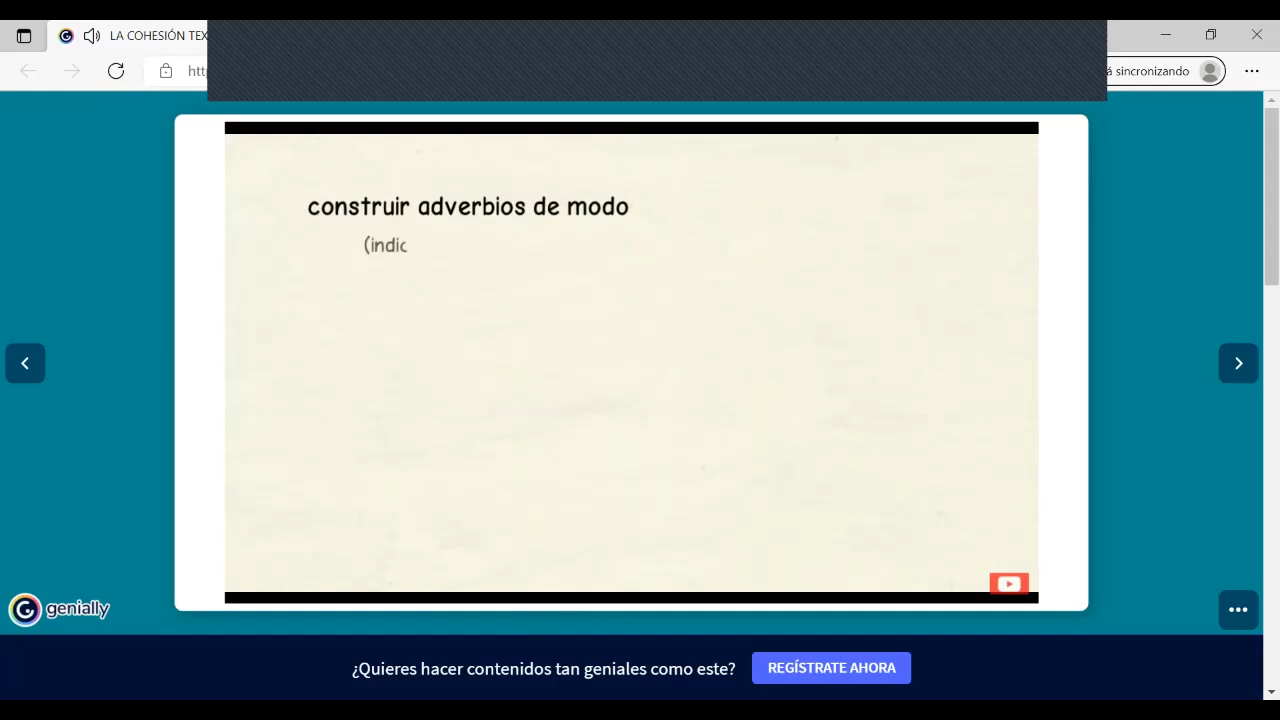 LA COHESIÓN TEX
á sincronizando
construir adverbios de modo
(indic
genially
¿Quieres hacer contenidos tan geniales como este?
REGÍSTRATE AHORA